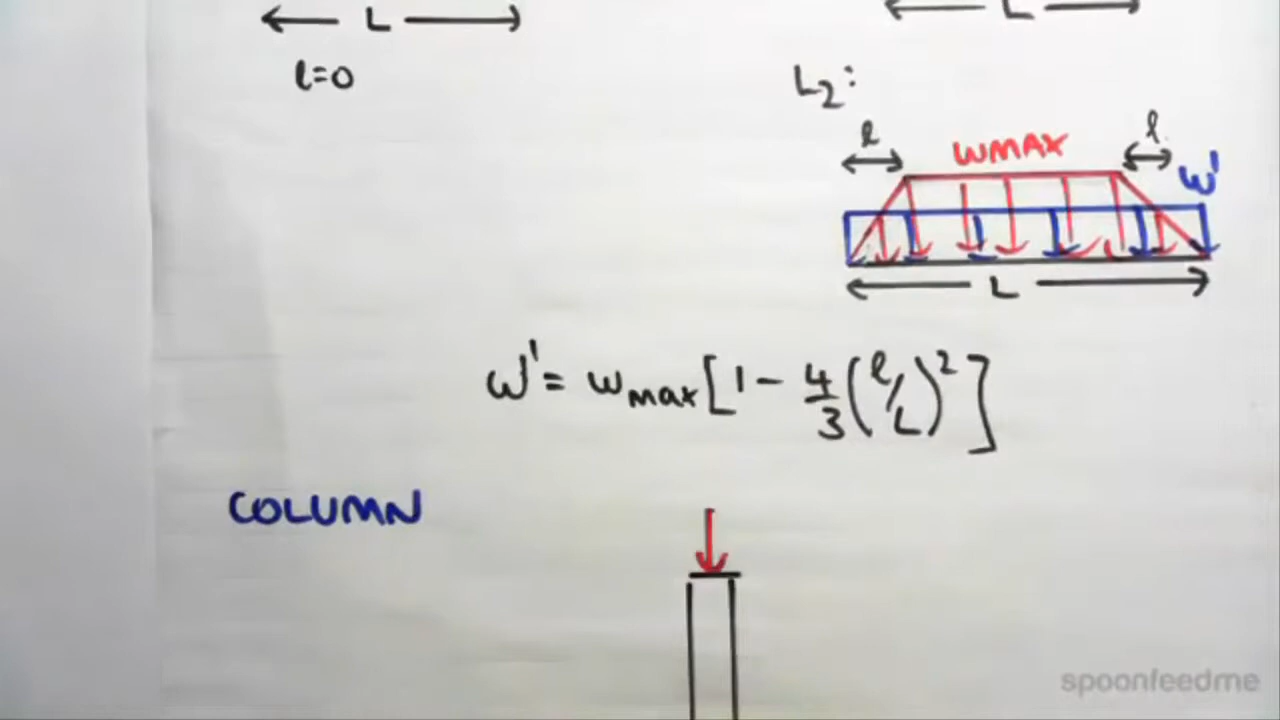 L
L
l=0
L2:
l
l
WMAX
W'
L
W' = Wmax[1 - 4/3 (l/L)²]
COLUMN
spoonfeedme